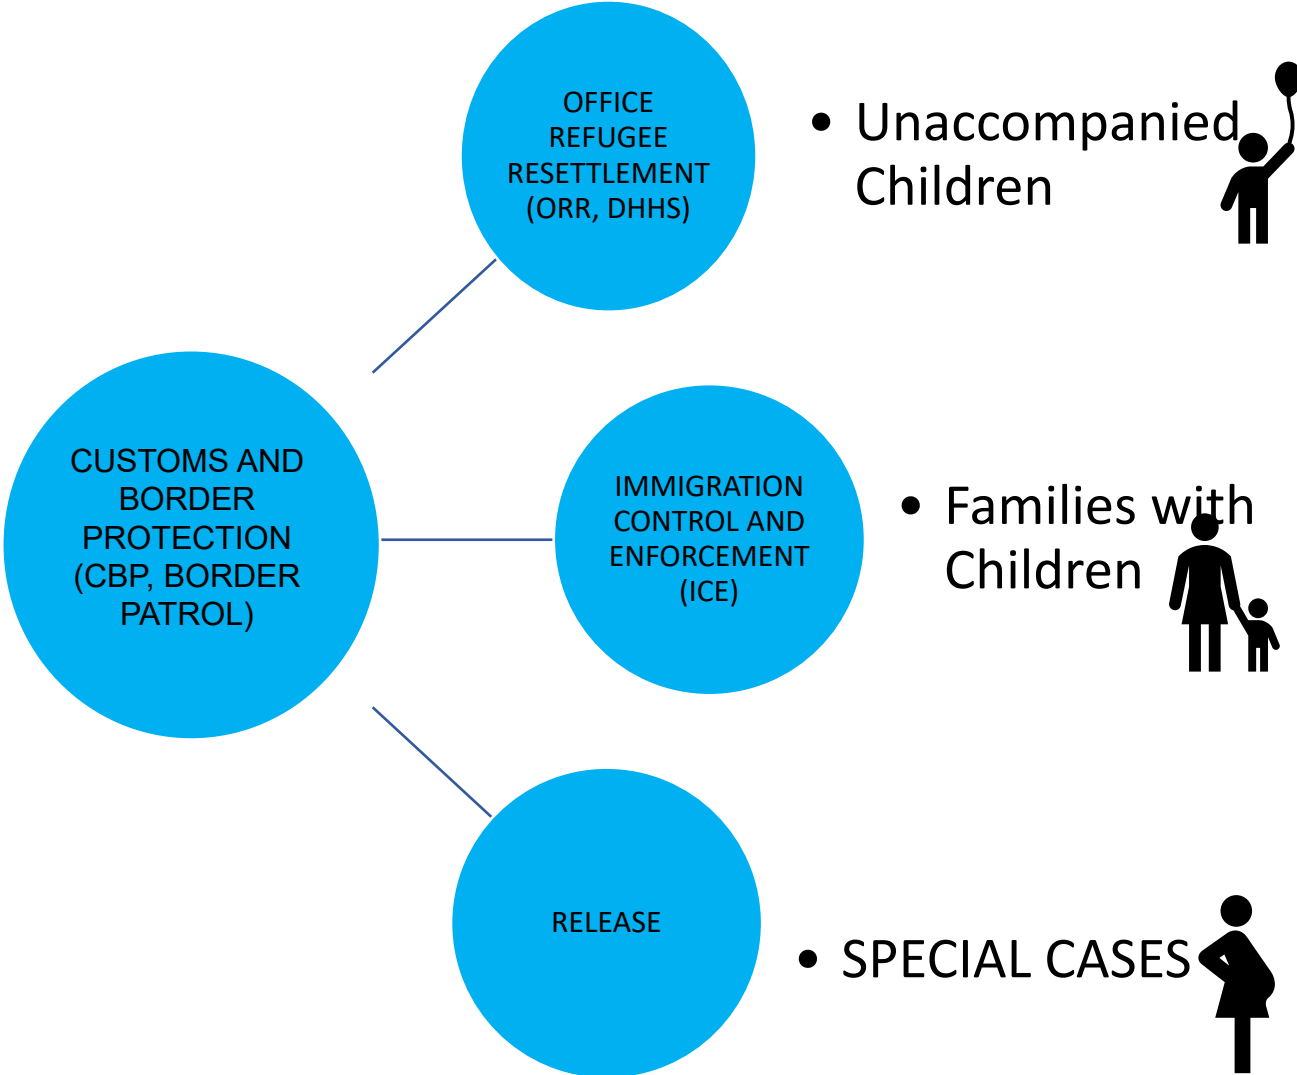 OFFICE
REFUGEE
RESETTLEMENT
(ORR, DHHS)
• Unaccompanied
Children
CUSTOMS AND
BORDER
PROTECTION
(CBP, BORDER
PATROL)
IMMIGRATION
CONTROL AND
ENFORCEMENT
(ICE)
• Families with
Children
RELEASE
• SPECIAL CASES